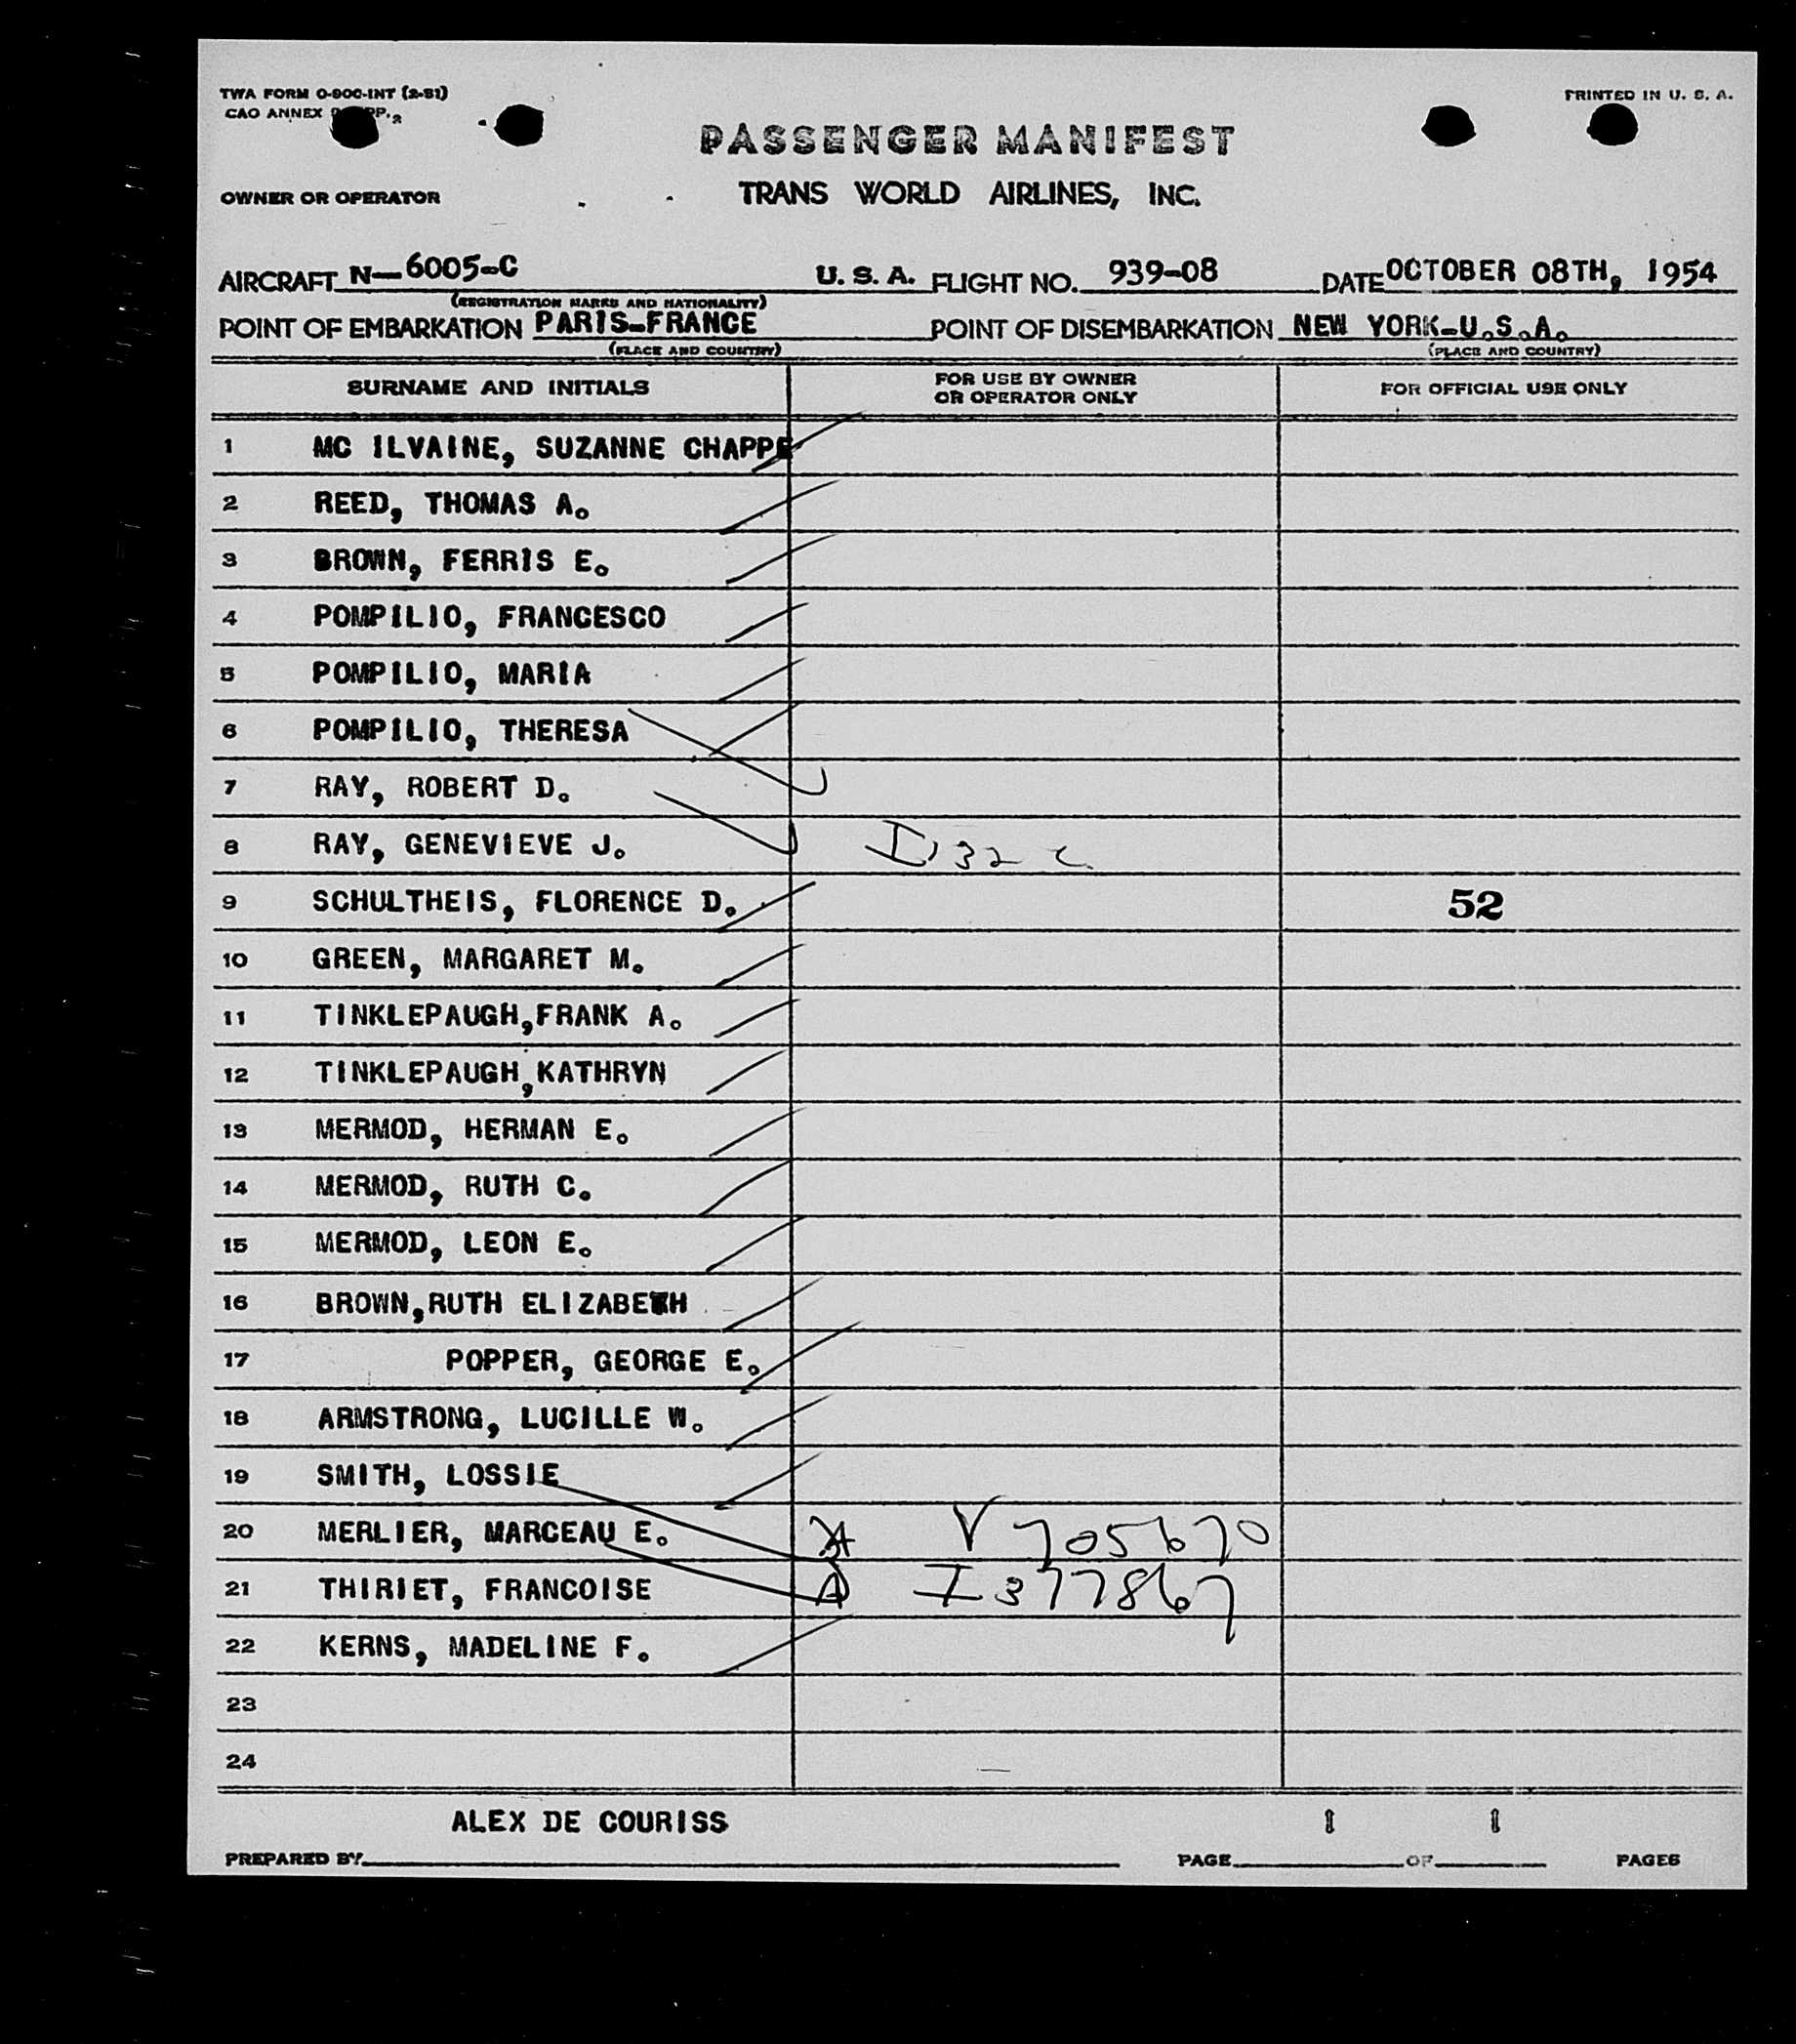 TWA FORM O-800-INT (2-51)
PRINTED IN U. S. A.
CAO ANNEX
PASSENGER MANIFEST
OWNER OR OPERATOR
TRANS WORLD AIRLINES, INC.
AIRCRAFT N-6005-C U. S. A. FLIGHT NO. 939-08 DATE OCTOBER 08TH, 1954
(REGISTRATION MARKS AND NATIONALITY)
POINT OF EMBARKATION PARIS-FRANCE POINT OF DISEMBARKATION NEW YORK-U.S.A.
(PLACE AND COUNTRY) (PLACE AND COUNTRY)
SURNAME AND INITIALS FOR USE BY OWNER OR OPERATOR ONLY FOR OFFICIAL USE ONLY
1 MC ILVAINE, SUZANNE CHAPPE
2 REED, THOMAS A.
3 BROWN, FERRIS E.
4 POMPILIO, FRANCESCO
5 POMPILIO, MARIA
6 POMPILIO, THERESA
7 RAY, ROBERT D.
8 RAY, GENEVIEVE J.
9 SCHULTHEIS, FLORENCE D. 52
10 GREEN, MARGARET M.
11 TINKLEPAUGH,FRANK A.
12 TINKLEPAUGH,KATHRYN
13 MERMOD, HERMAN E.
14 MERMOD, RUTH C.
15 MERMOD, LEON E.
16 BROWN,RUTH ELIZABETH
17 POPPER, GEORGE E.
18 ARMSTRONG, LUCILLE W.
19 SMITH, LOSSIE
20 MERLIER, MARCEAU E. A V 705670
21 THIRIET, FRANCOISE A I 377867
22 KERNS, MADELINE F.
23
24
ALEX DE COURISS 1 1
PREPARED BY PAGE OF PAGES